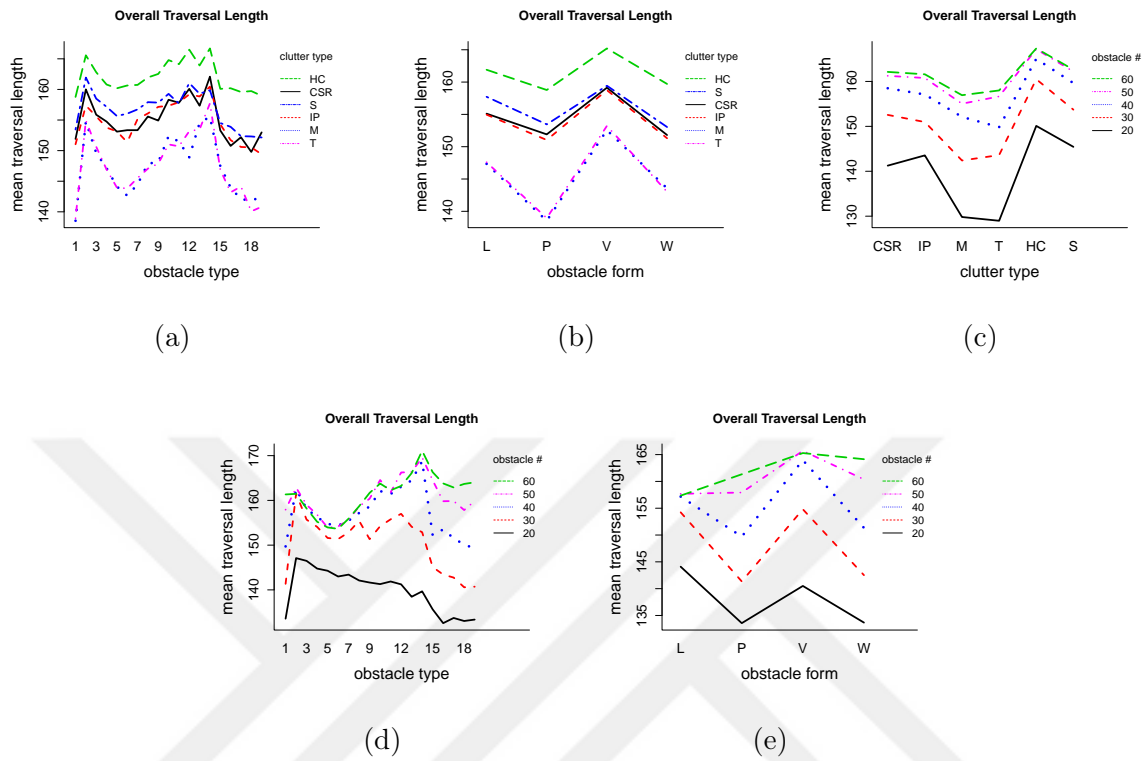 Overall Traversal Length
mean traversal length
140 150 160
1 3 5 7 9 12 15 18
obstacle type
clutter type
HC
CSR
S
IP
M
T
(a)
Overall Traversal Length
mean traversal length
140 150 160
L P V W
obstacle form
clutter type
HC
S
CSR
IP
M
T
(b)
Overall Traversal Length
mean traversal length
130 140 150 160
CSR IP M T HC S
clutter type
obstacle #
60
50
40
30
20
(c)
Overall Traversal Length
mean traversal length
140 150 160 170
1 3 5 7 9 12 15 18
obstacle type
obstacle #
60
50
40
30
20
(d)
Overall Traversal Length
mean traversal length
135 145 155 165
L P V W
obstacle form
obstacle #
60
50
40
30
20
(e)